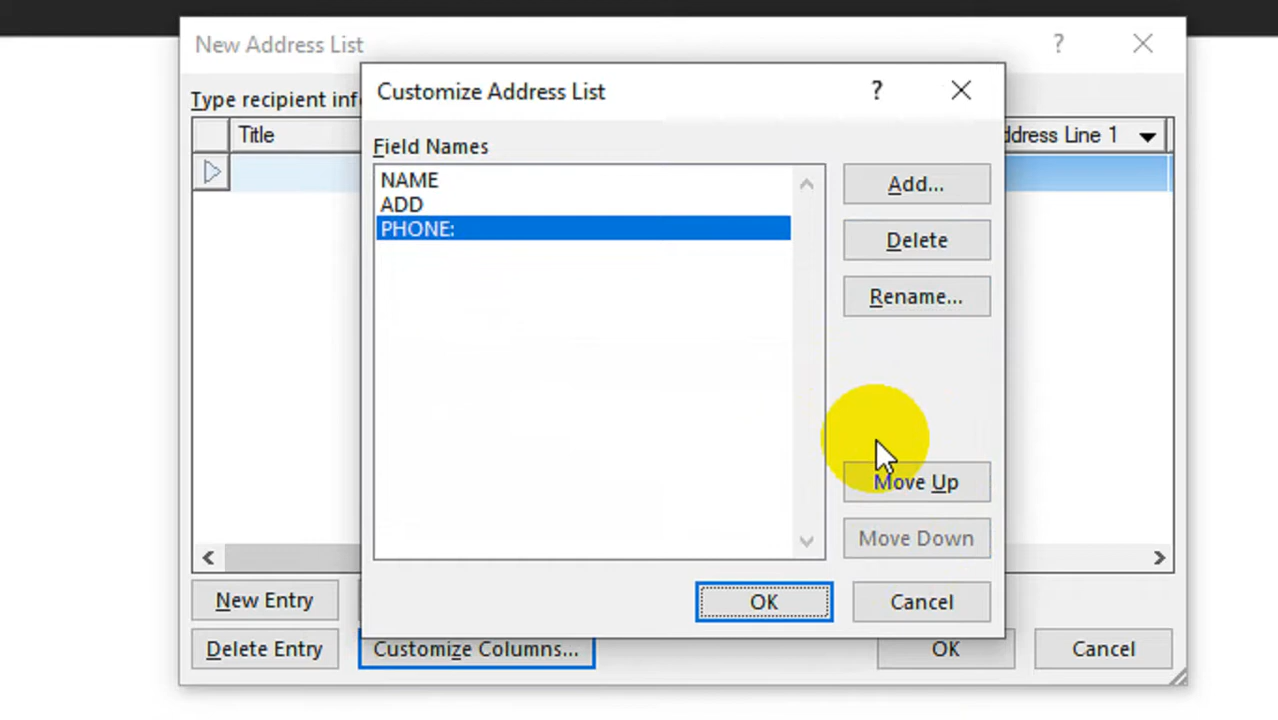 New Address List
?
Customize Address List
?
Type recipient inf
Title
ddress Line 1
Field Names
NAME
ADD
PHONE:
Add...
Delete
Rename...
Move Up
Move Down
OK
Cancel
New Entry
Delete Entry
Customize Columns...
OK
Cancel